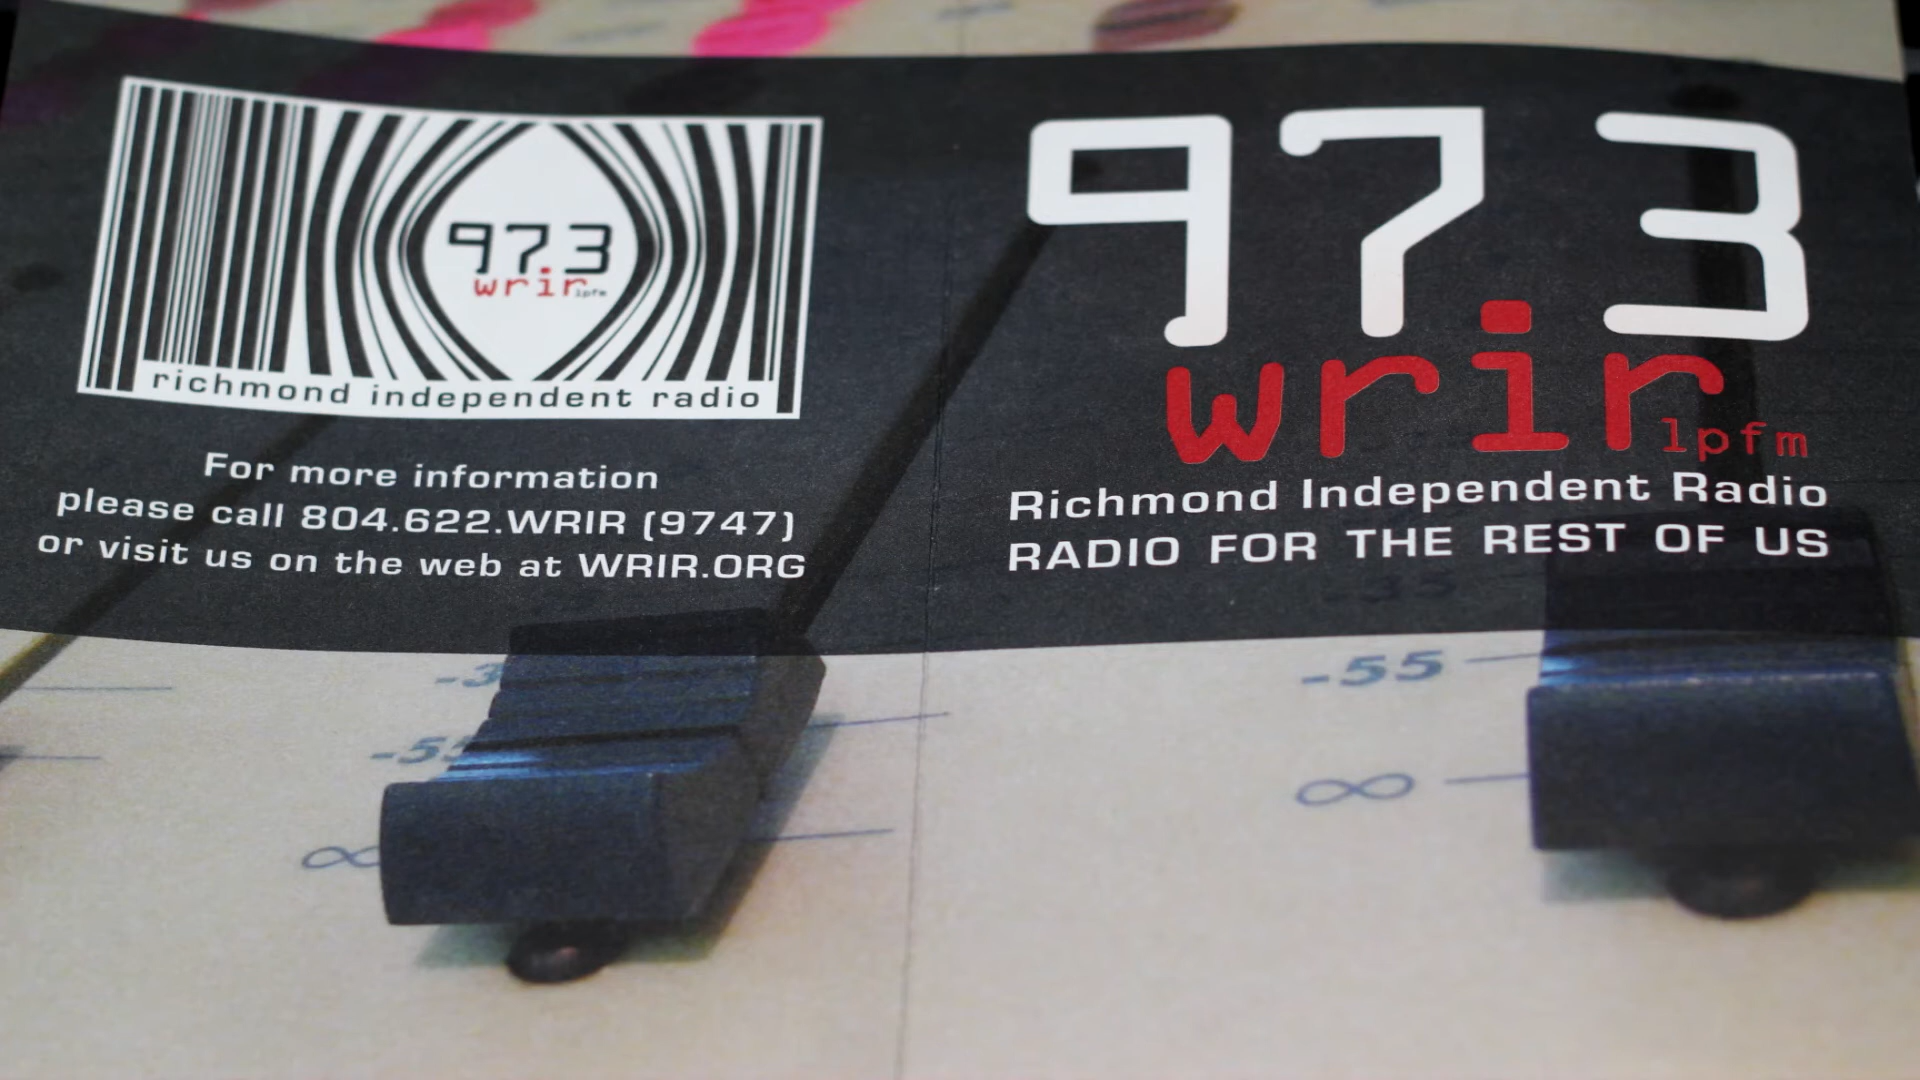 97.3
wrir lpfm
richmond independent radio
For more information
please call 804.622.WRIR (9747)
or visit us on the web at WRIR.ORG
97.3
wrir lpfm
Richmond Independent Radio
RADIO FOR THE REST OF US
-35
-55
∞
-3
-55
∞